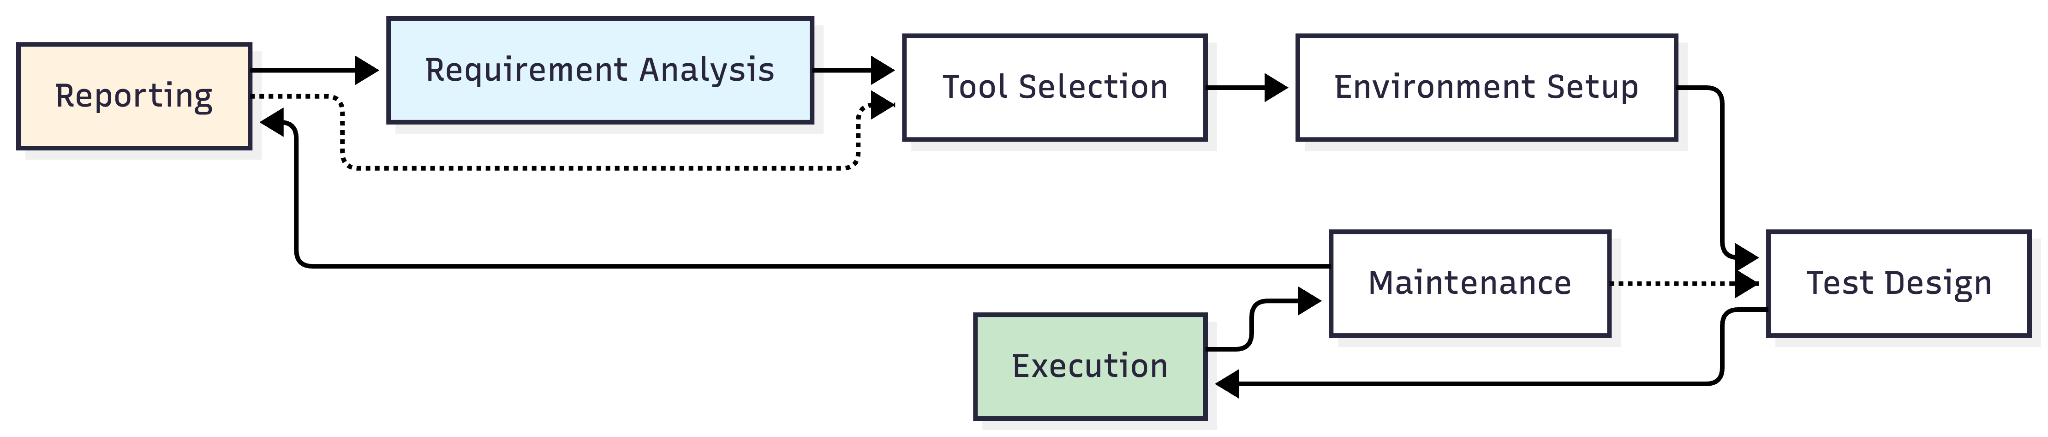 Reporting
Requirement Analysis
Tool Selection
Environment Setup
Maintenance
Test Design
Execution